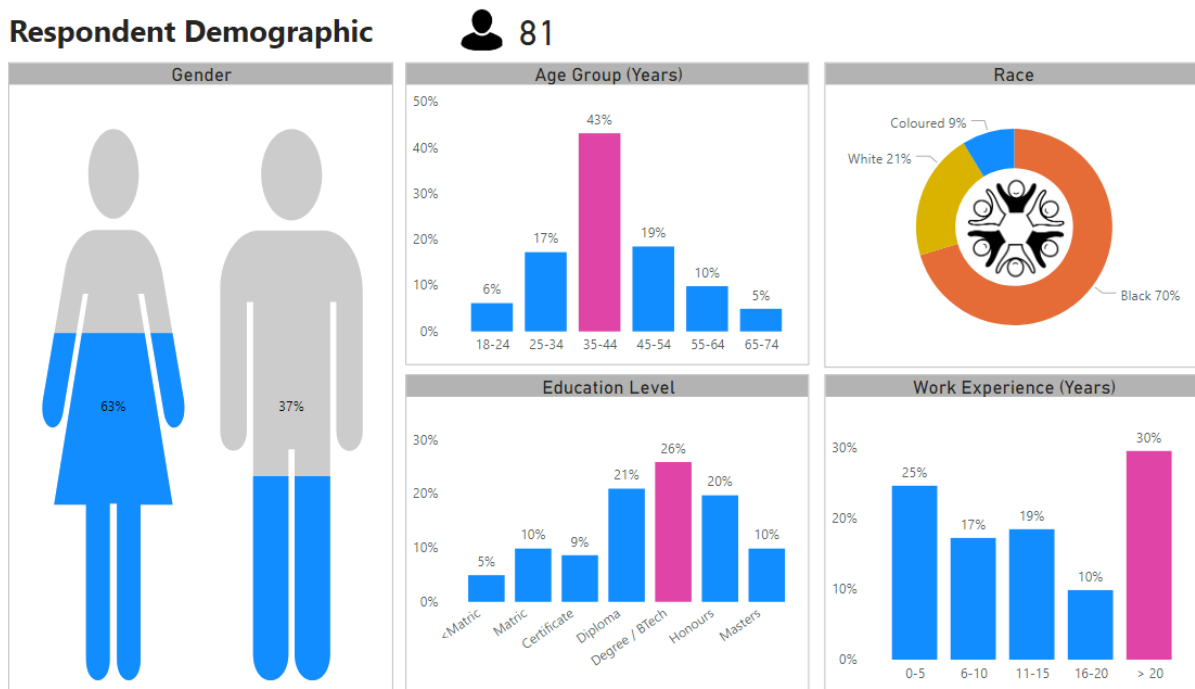 Respondent Demographic 81
Gender
63%
37%
Age Group (Years)
50%
40%
30%
20%
10%
0%
6%
17%
43%
19%
10%
5%
18-24 25-34 35-44 45-54 55-64 65-74
Race
Coloured 9%
White 21%
Black 70%
Education Level
30%
20%
10%
0%
5%
10%
9%
21%
26%
20%
10%
<Matric
Matric
Certificate
Diploma
Degree / BTech
Honours
Masters
Work Experience (Years)
30%
20%
10%
0%
25%
17%
19%
10%
30%
0-5 6-10 11-15 16-20 > 20